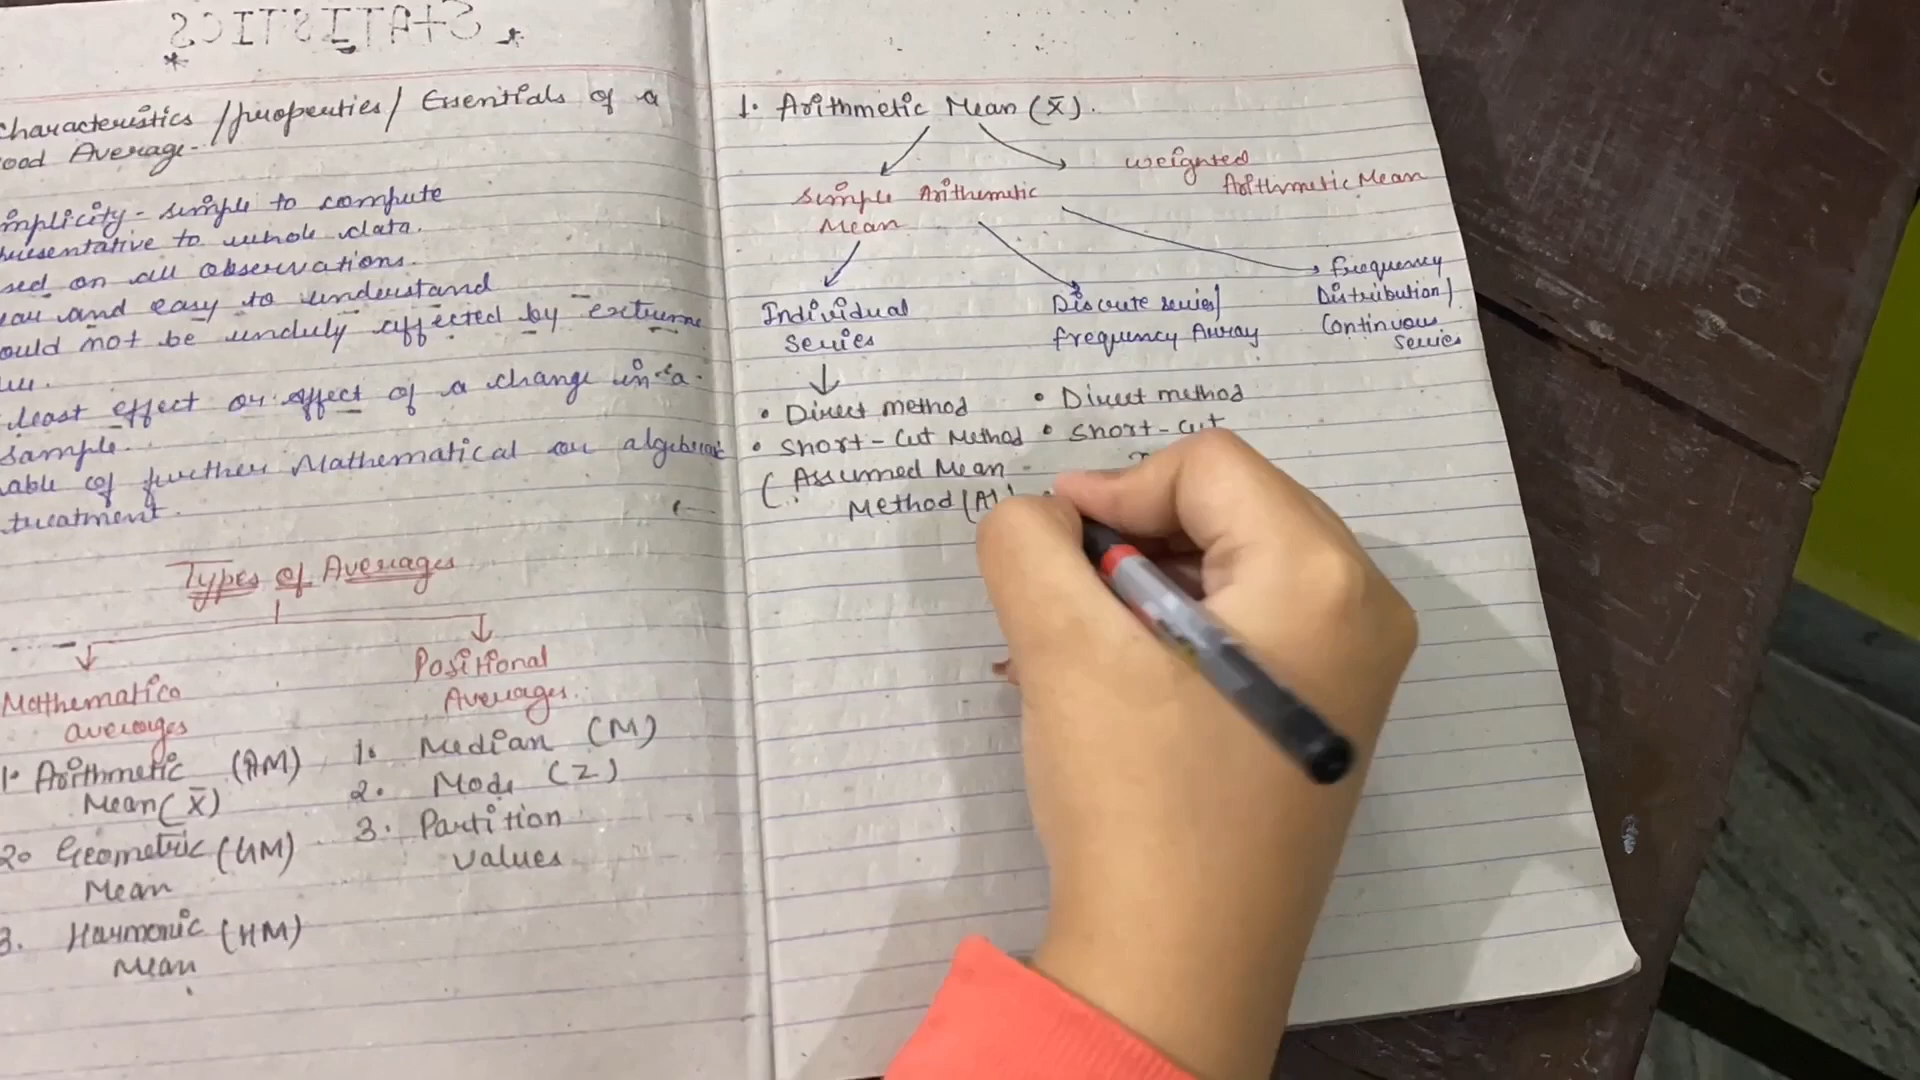 STATISTICS
Characteristics /properties/ Essentials of a
ood Average-
implicity - simple to compute
presentative to whole data.
sed on all observations.
ear and easy to understand
ould not be unduly affected by extreme
least effect or effect of a change in a
sample.
able of further Mathematical or algebraic
treatment.
Types of Averages
Mathematica
averages
1. Arithmetic (AM)
Mean (X̄)
2. Geometric (GM)
Mean
3. Harmonic (HM)
Mean
Positional
Averages.
1. Median (M)
2. Mode (Z)
3. Partition
values
1. Arithmetic Mean (X̄).
Simple Arithemetic
Mean
weighted
Arithmetic Mean
Individual
Series
Discrete series/
frequency Array
frequency
Distribution/
Continuous
series
• Direct method
• Short-Cut Method
( Assumed Mean
Method (A)
• Direct method
• Short-cut